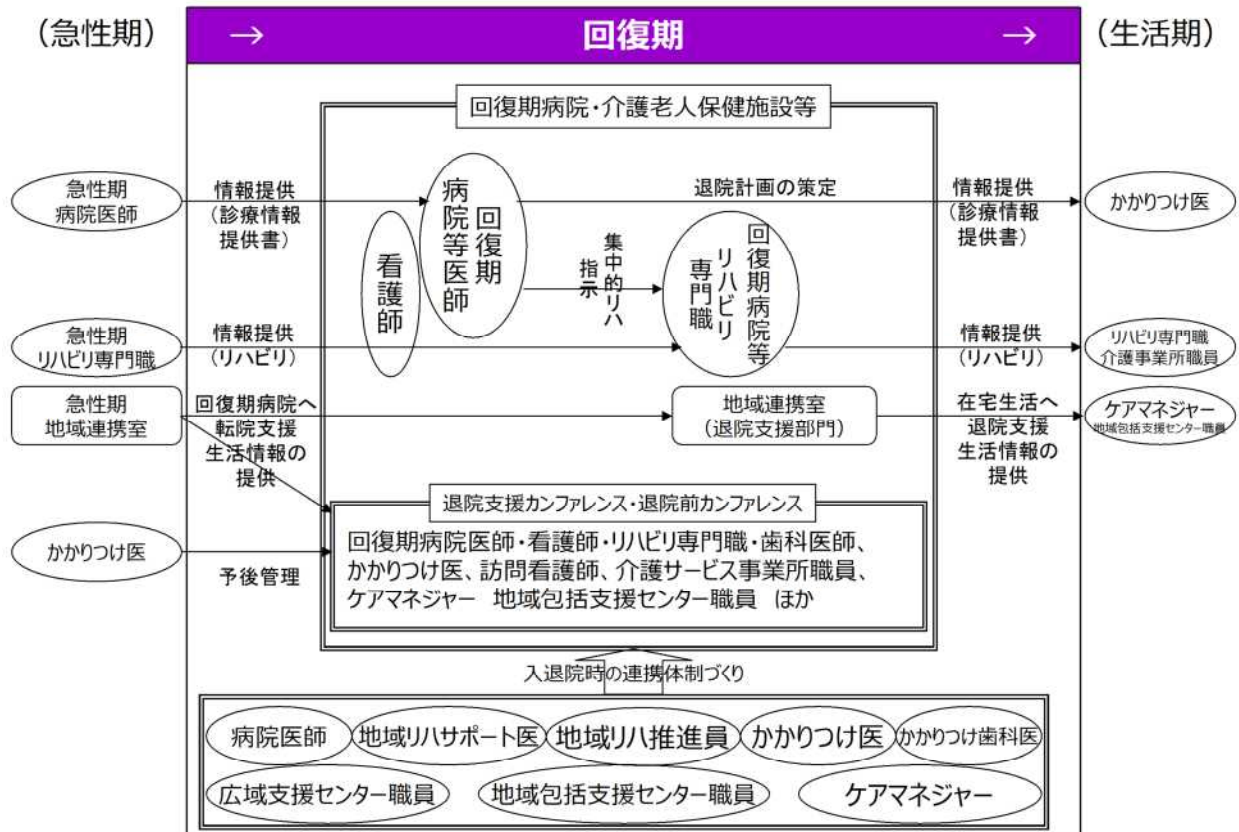 （急性期）
→
回復期
→
（生活期）
回復期病院・介護老人保健施設等
急性期
病院医師
情報提供
（診療情報
提供書）
看護師
回復期
病院等医師
退院計画の策定
集中的リハ
指示
回復期病院等
リハビリ
専門職
情報提供
（診療情報
提供書）
かかりつけ医
急性期
リハビリ専門職
情報提供
（リハビリ）
情報提供
（リハビリ）
リハビリ専門職
介護事業所職員
急性期
地域連携室
回復期病院へ
転院支援
生活情報の
提供
地域連携室
（退院支援部門）
在宅生活へ
退院支援
生活情報の
提供
ケアマネジャー
地域包括支援センター職員
かかりつけ医
予後管理
退院支援カンファレンス・退院前カンファレンス
回復期病院医師・看護師・リハビリ専門職・歯科医師、
かかりつけ医、訪問看護師、介護サービス事業所職員、
ケアマネジャー　地域包括支援センター職員　ほか
入退院時の連携体制づくり
病院医師
地域リハサポート医
地域リハ推進員
かかりつけ医
かかりつけ歯科医
広域支援センター職員
地域包括支援センター職員
ケアマネジャー